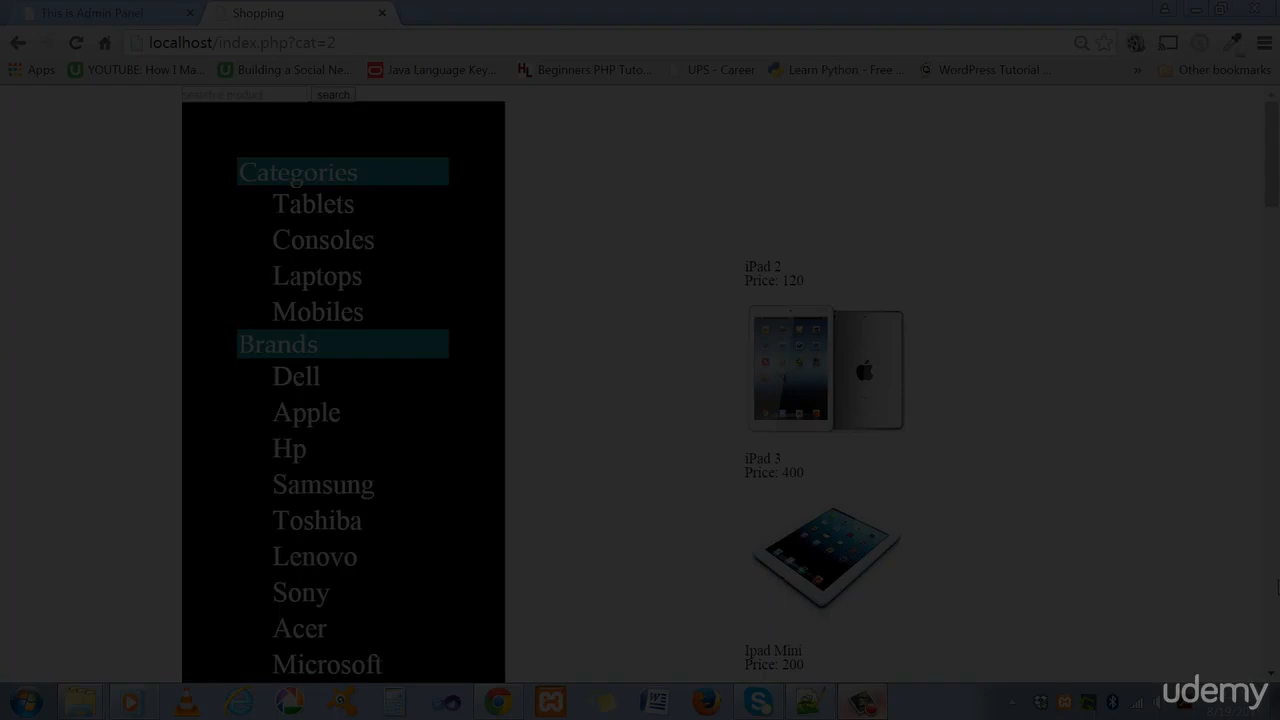 This is Admin Panel
Shopping
localhost/index.php?cat=2
Apps
YOUTUBE: How I Ma...
Building a Social Ne...
Java Language Key...
Beginners PHP Tuto...
UPS - Career
Learn Python - Free ...
WordPress Tutorial ...
»
Other bookmarks
search
Categories
Tablets
Consoles
Laptops
Mobiles
Brands
Dell
Apple
Hp
Samsung
Toshiba
Lenovo
Sony
Acer
Microsoft
iPad 2
Price: 120
iPad 3
Price: 400
Ipad Mini
Price: 200
udemy